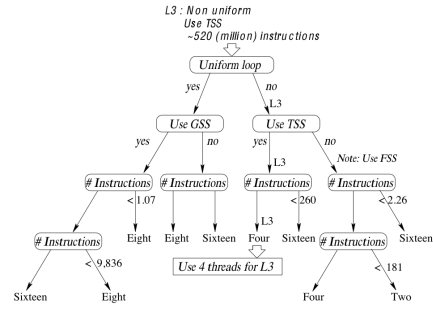 L3 : Non uniform
Use TSS
~520 (million) instructions
Uniform loop
yes no
L3
Use GSS Use TSS
yes no yes no
L3 Note: Use FSS
# Instructions # Instructions # Instructions # Instructions
< 1.07 < 260 < 2.26
L3
# Instructions Eight Eight Sixteen Four Sixteen # Instructions Sixteen
Use 4 threads for L3
< 9,836 < 181
Sixteen Eight Four Two